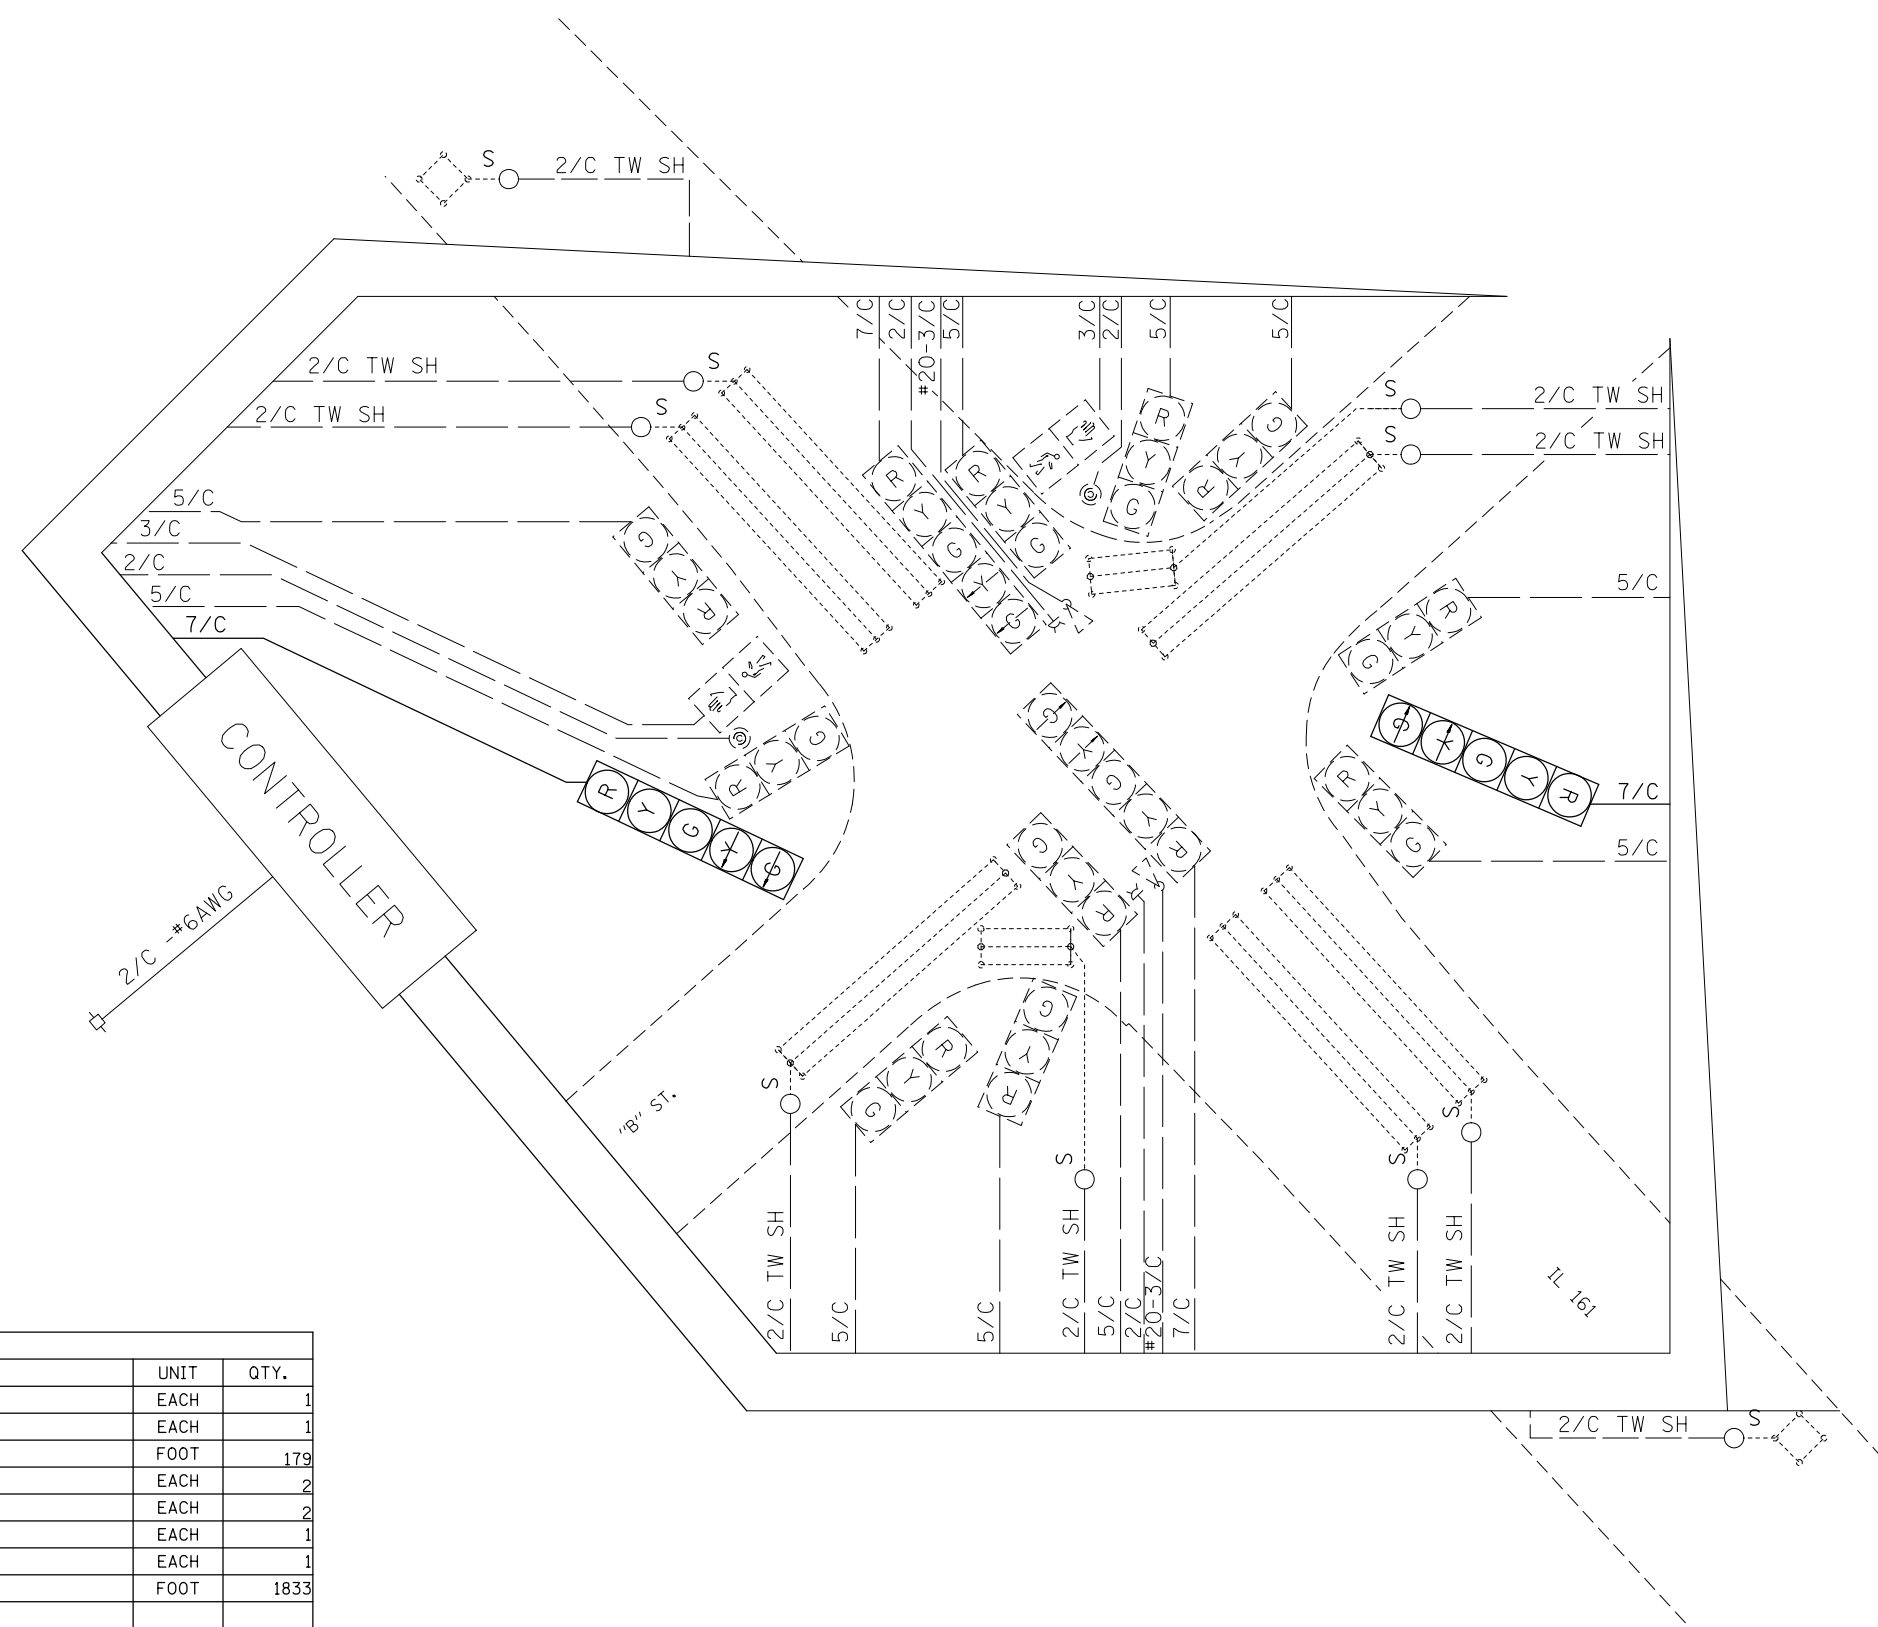 S 2/C TW SH
7/C
2/C
#20-3/C
5/C
3/C
2/C
5/C
5/C
2/C TW SH S
2/C TW SH S
S 2/C TW SH
S 2/C TW SH
5/C
3/C
2/C
5/C
7/C
G Y R
R Y G Y G
R Y G
R Y G
G Y R
R Y G
5/C
G Y R
R Y G
R Y G Y G
G Y G Y R
G Y G Y R
7/C
R Y G
5/C
CONTROLLER
2/C -#6AWG
G Y R
G Y R
G Y R
"B" ST.
IL 161
S
2/C TW SH
5/C
5/C
S
2/C TW SH
5/C
2/C
#20-3/C
7/C
S
2/C TW SH
S
2/C TW SH
2/C TW SH S
UNIT QTY.
EACH 1
EACH 1
FOOT 179
EACH 2
EACH 2
EACH 1
EACH 1
FOOT 1833